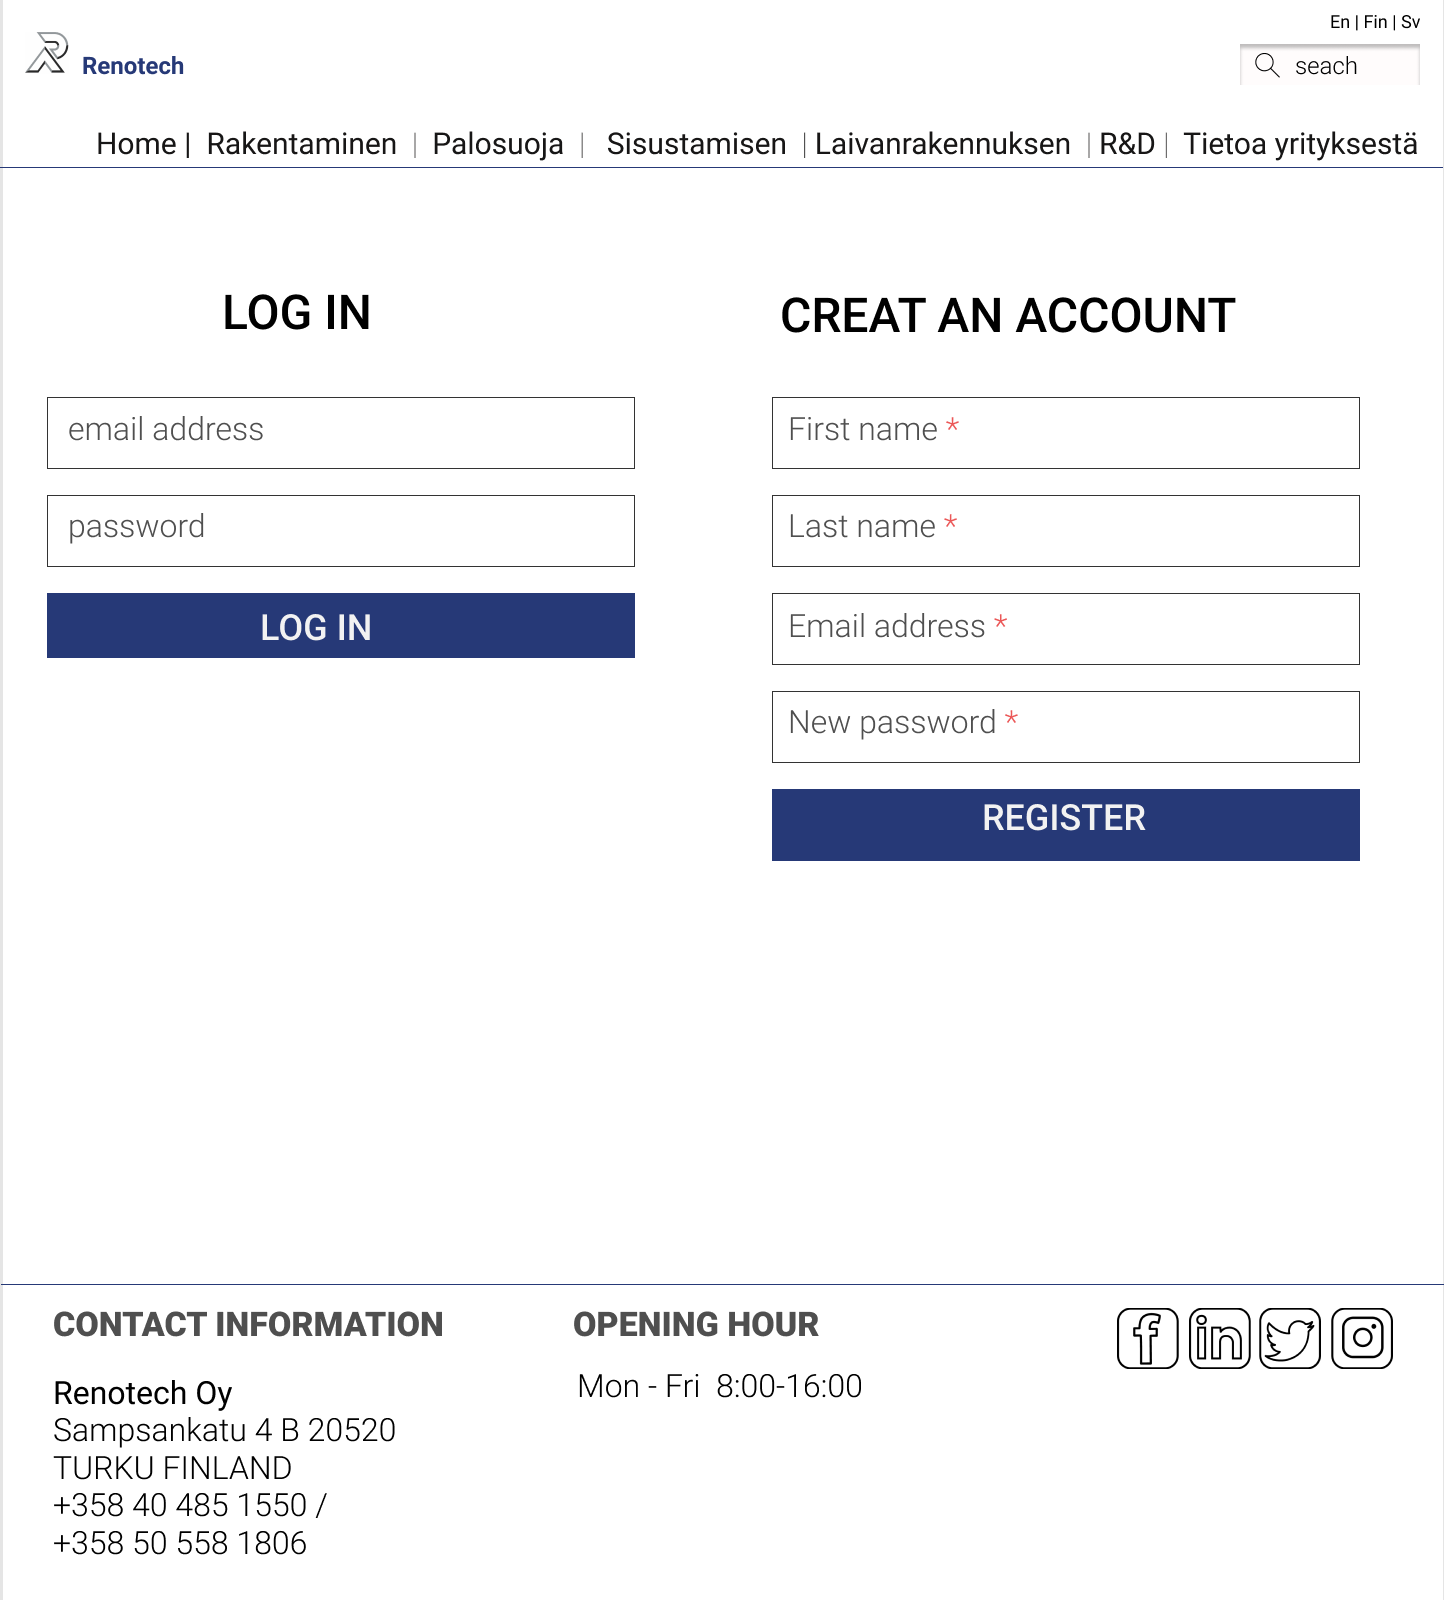 En | Fin | Sv
Renotech
seach
Home | Rakentaminen | Palosuoja | Sisustamisen | Laivanrakennuksen | R&D | Tietoa yrityksestä
LOG IN
email address
password
LOG IN
CREAT AN ACCOUNT
First name *
Last name *
Email address *
New password *
REGISTER
CONTACT INFORMATION
Renotech Oy
Sampsankatu 4 B 20520
TURKU FINLAND
+358 40 485 1550 /
+358 50 558 1806
OPENING HOUR
Mon - Fri 8:00-16:00